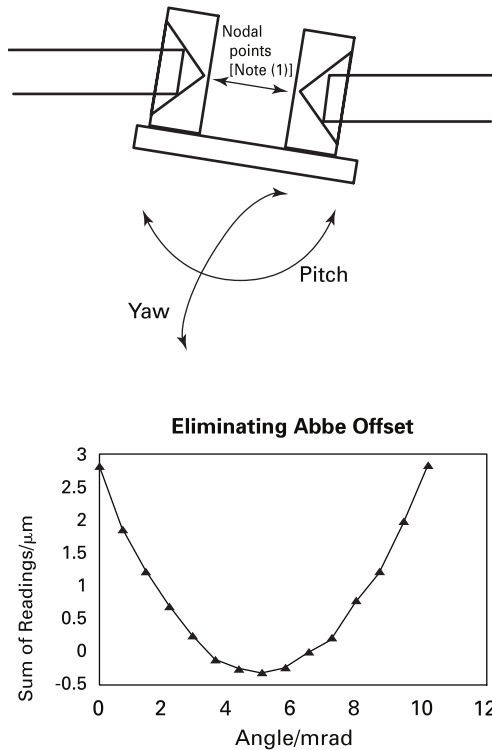 Nodal
points
[Note (1)]
Pitch
Yaw
Eliminating Abbe Offset
Sum of Readings/μm
3
2.5
2
1.5
1
0.5
0
-0.5
0 2 4 6 8 10 12
Angle/mrad